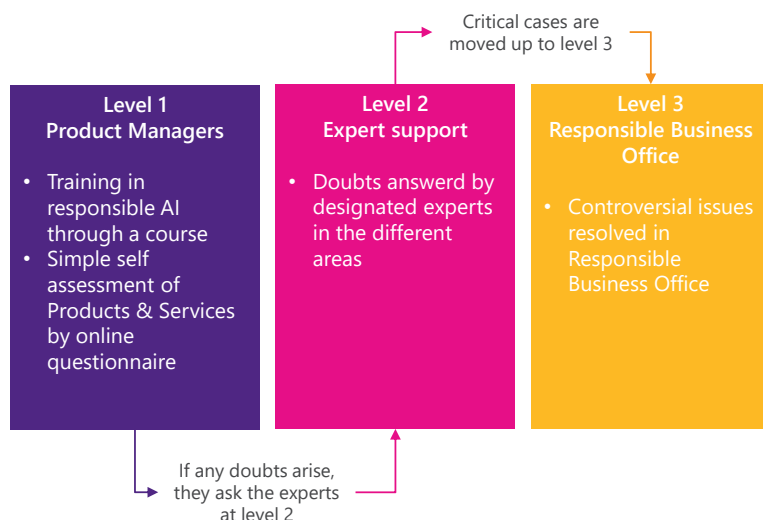 Critical cases are
moved up to level 3
Level 1
Product Managers
• Training in
responsible AI
through a course
• Simple self
assessment of
Products & Services
by online
questionnaire
Level 2
Expert support
• Doubts answerd by
designated experts
in the different
areas
Level 3
Responsible Business
Office
• Controversial issues
resolved in
Responsible
Business Office
If any doubts arise,
they ask the experts
at level 2